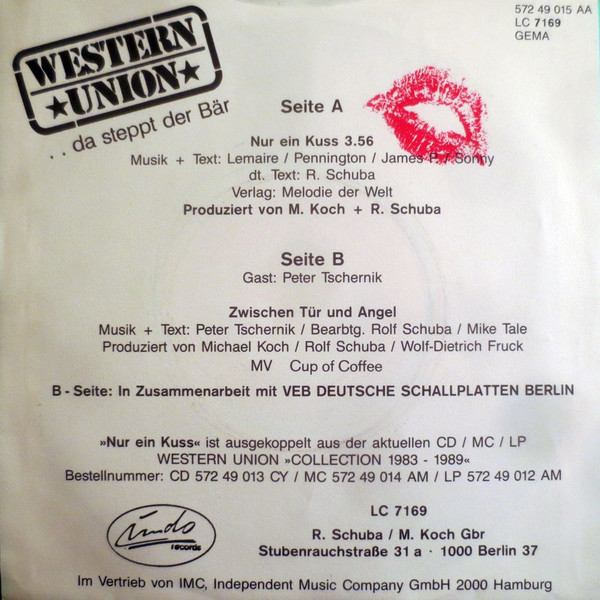 572 49 015 AA
LC 7169
GEMA
WESTERN
★UNION★
. . da steppt der Bär
Seite A
Nur ein Kuss 3.56
Musik + Text: Lemaire / Pennington / James P. / Sonny
dt. Text: R. Schuba
Verlag: Melodie der Welt
Produziert von M. Koch + R. Schuba
Seite B
Gast: Peter Tschernik
Zwischen Tür und Angel
Musik + Text: Peter Tschernik / Bearbtg. Rolf Schuba / Mike Tale
Produziert von Michael Koch / Rolf Schuba / Wolf-Dietrich Fruck
MV Cup of Coffee
B - Seite: In Zusammenarbeit mit VEB DEUTSCHE SCHALLPLATTEN BERLIN
»Nur ein Kuss« ist ausgekoppelt aus der aktuellen CD / MC / LP
WESTERN UNION »COLLECTION 1983 - 1989«
Bestellnummer: CD 572 49 013 CY / MC 572 49 014 AM / LP 572 49 012 AM
LC 7169
records
R. Schuba / M. Koch Gbr
Stubenrauchstraße 31 a · 1000 Berlin 37
Im Vertrieb von IMC, Independent Music Company GmbH 2000 Hamburg